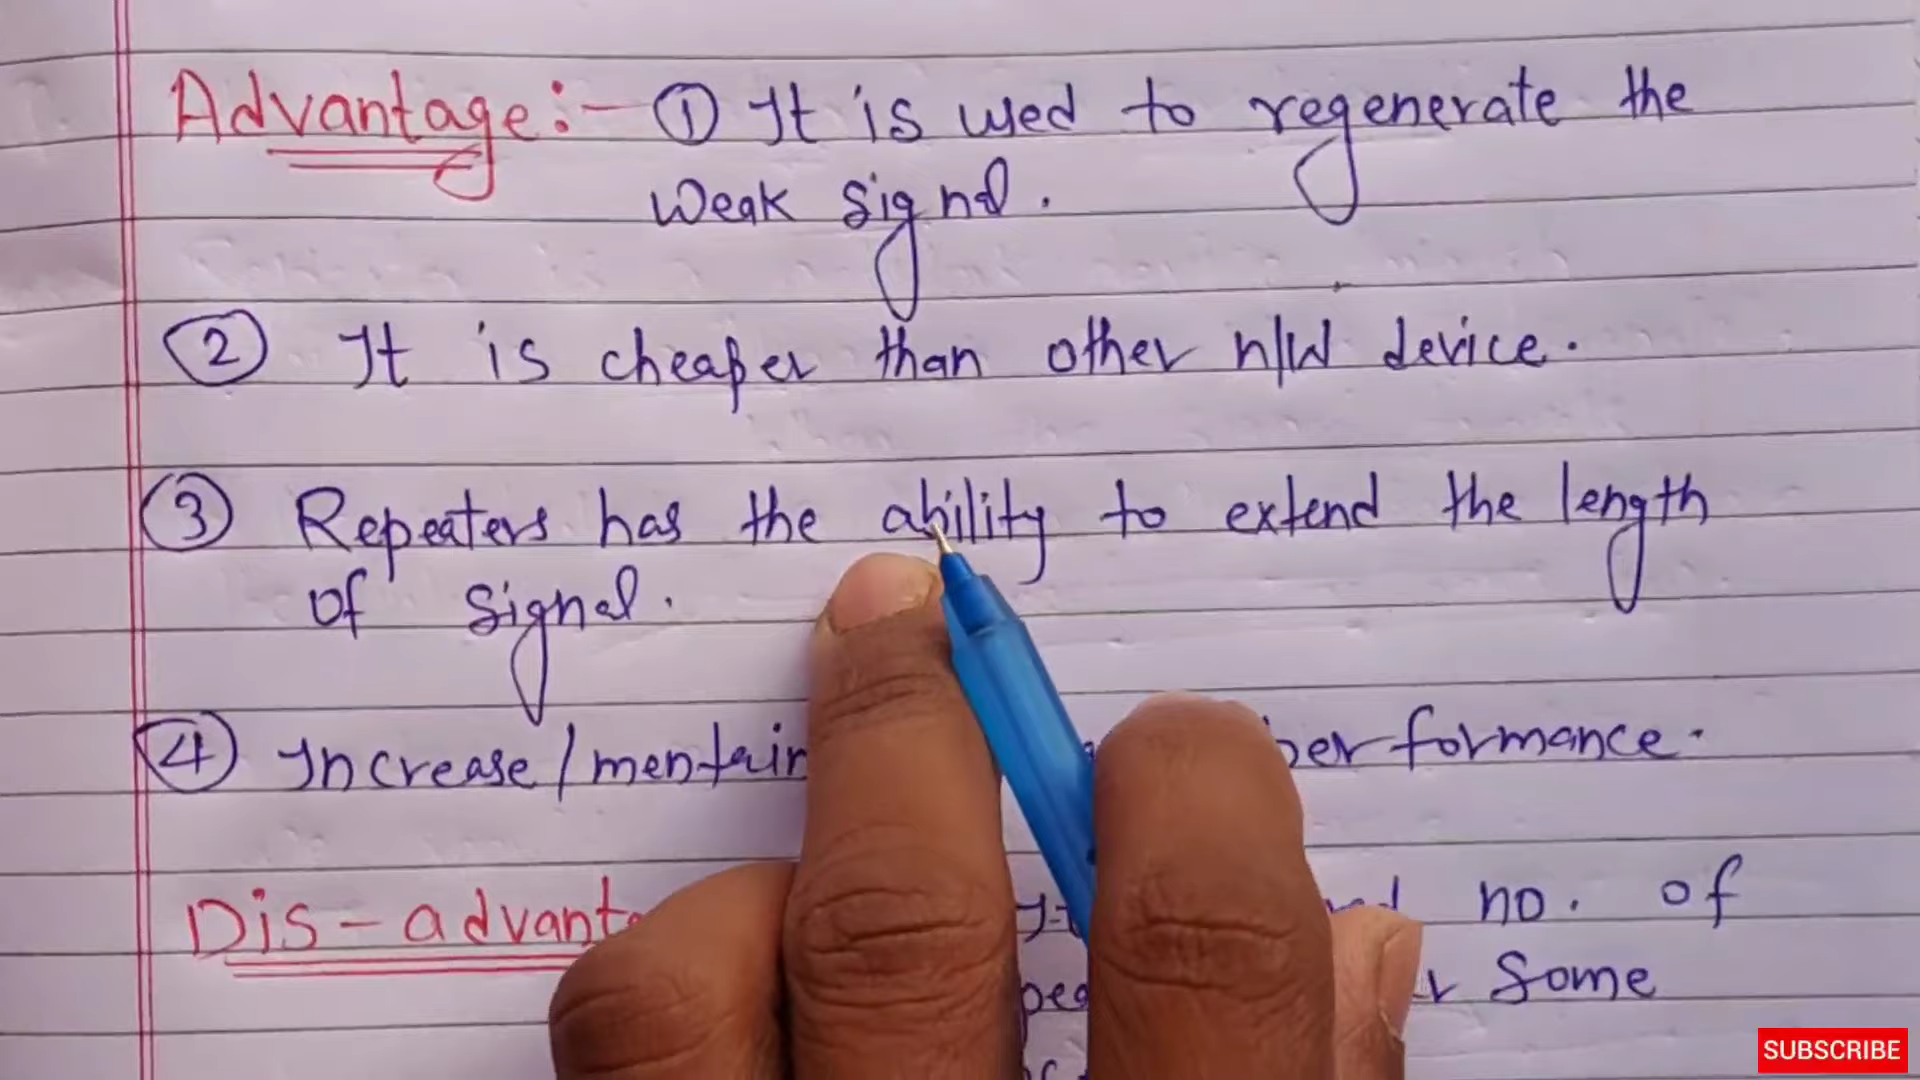 Advantage:- ① It is used to regenerate the
weak signal.
② It is cheaper than other n/w device.
③ Repeaters has the ability to extend the length
of signal.
④ Increase/mentain performance.
Dis-advanta no. of
Some
SUBSCRIBE